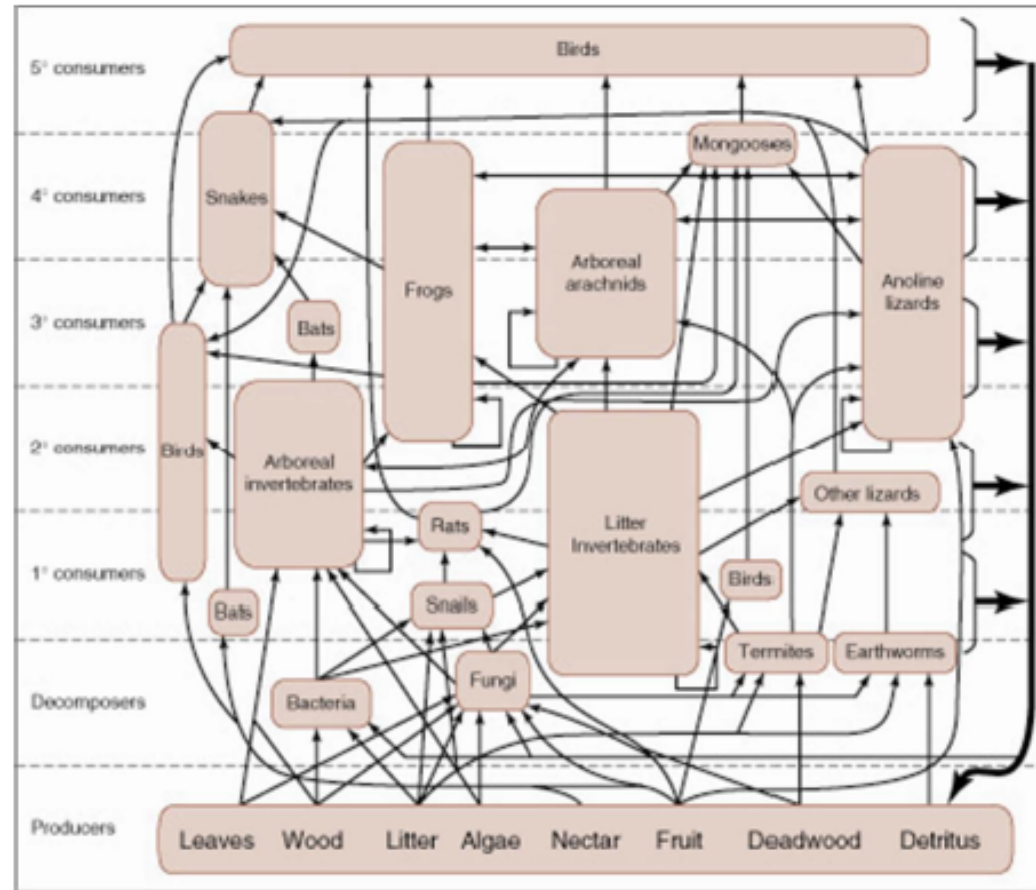 Birds
5° consumers
Mongooses
4° consumers
Snakes
Arboreal
arachnids
Frogs
Anoline
lizards
3° consumers
Bats
2° consumers
Birds
Arboreal
invertebrates
Other lizards
Rats
Litter
Invertebrates
1° consumers
Birds
Bats
Snails
Termites
Earthworms
Fungi
Decomposers
Bacteria
Producers
Leaves Wood Litter Algae Nectar Fruit Deadwood Detritus